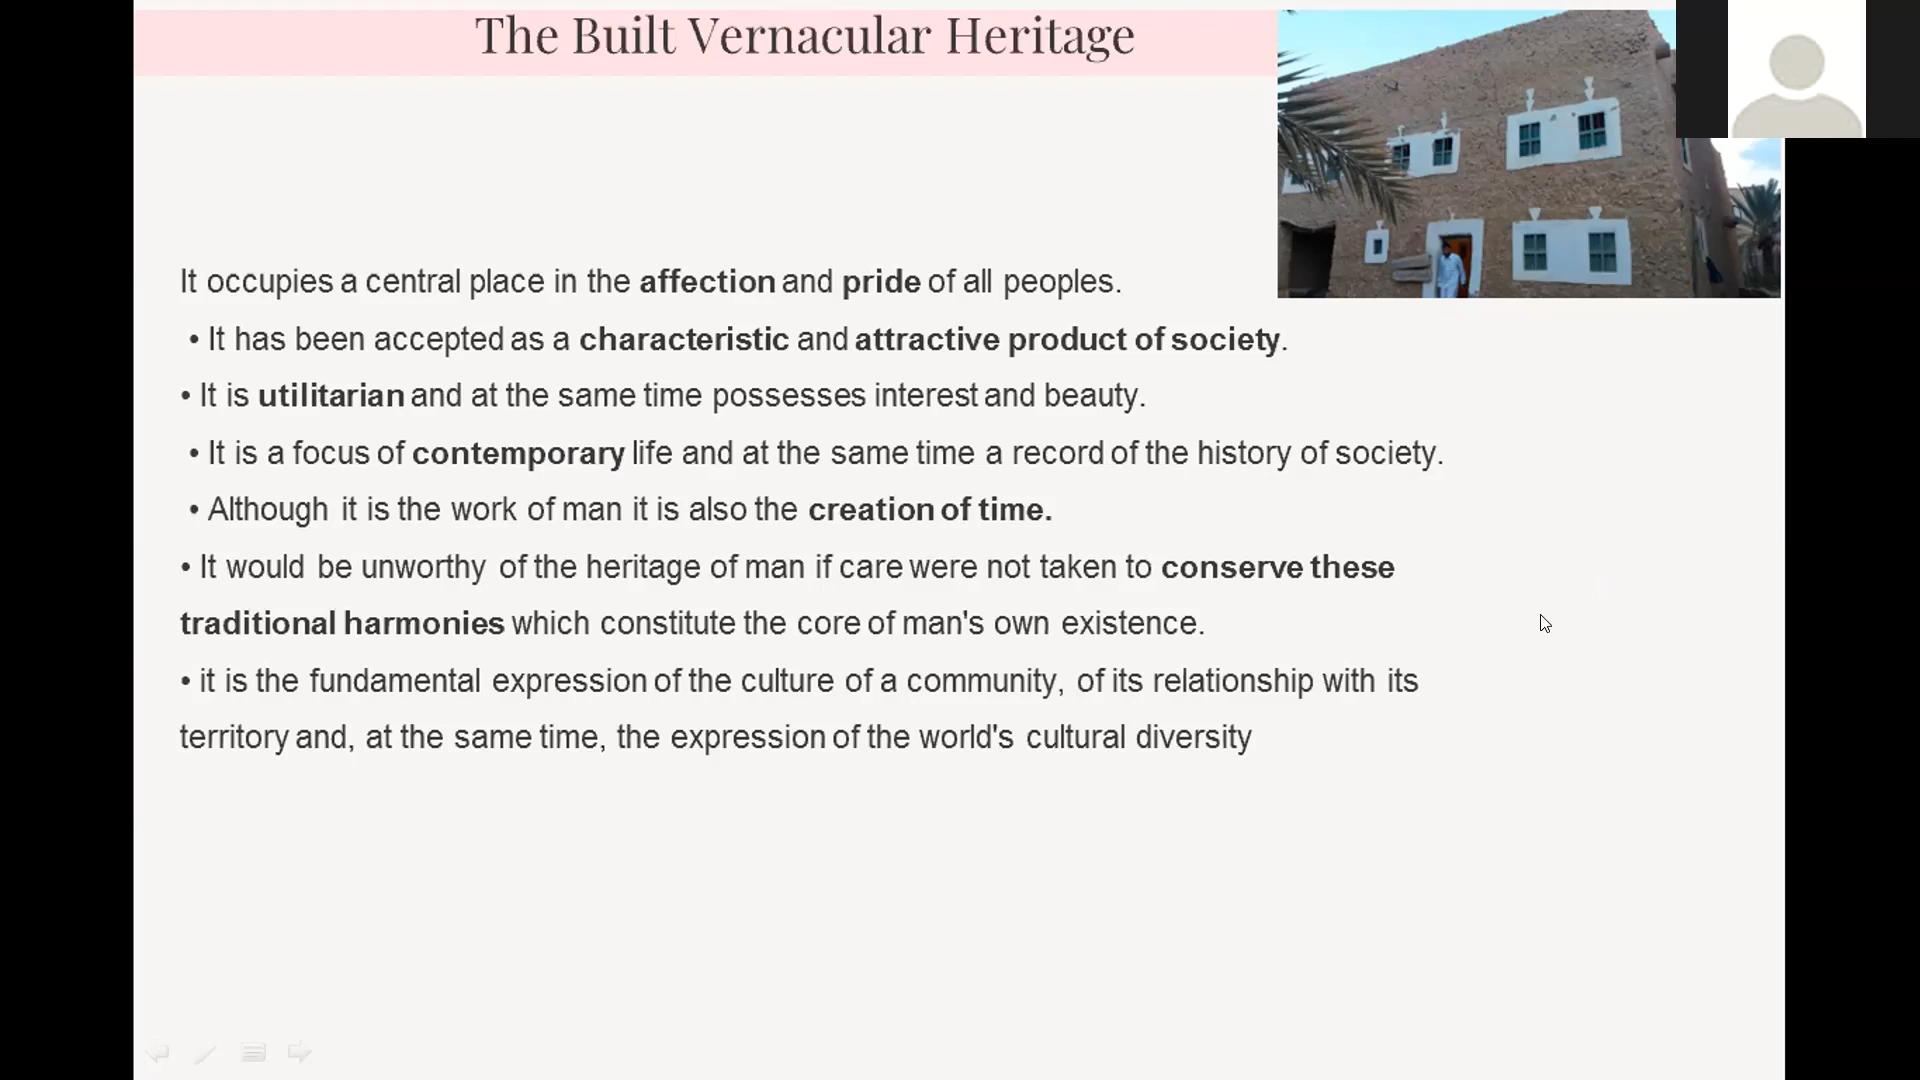 The Built Vernacular Heritage
It occupies a central place in the affection and pride of all peoples.
• It has been accepted as a characteristic and attractive product of society.
• It is utilitarian and at the same time possesses interest and beauty.
• It is a focus of contemporary life and at the same time a record of the history of society.
• Although it is the work of man it is also the creation of time.
• It would be unworthy of the heritage of man if care were not taken to conserve these
traditional harmonies which constitute the core of man's own existence.
• it is the fundamental expression of the culture of a community, of its relationship with its
territory and, at the same time, the expression of the world's cultural diversity